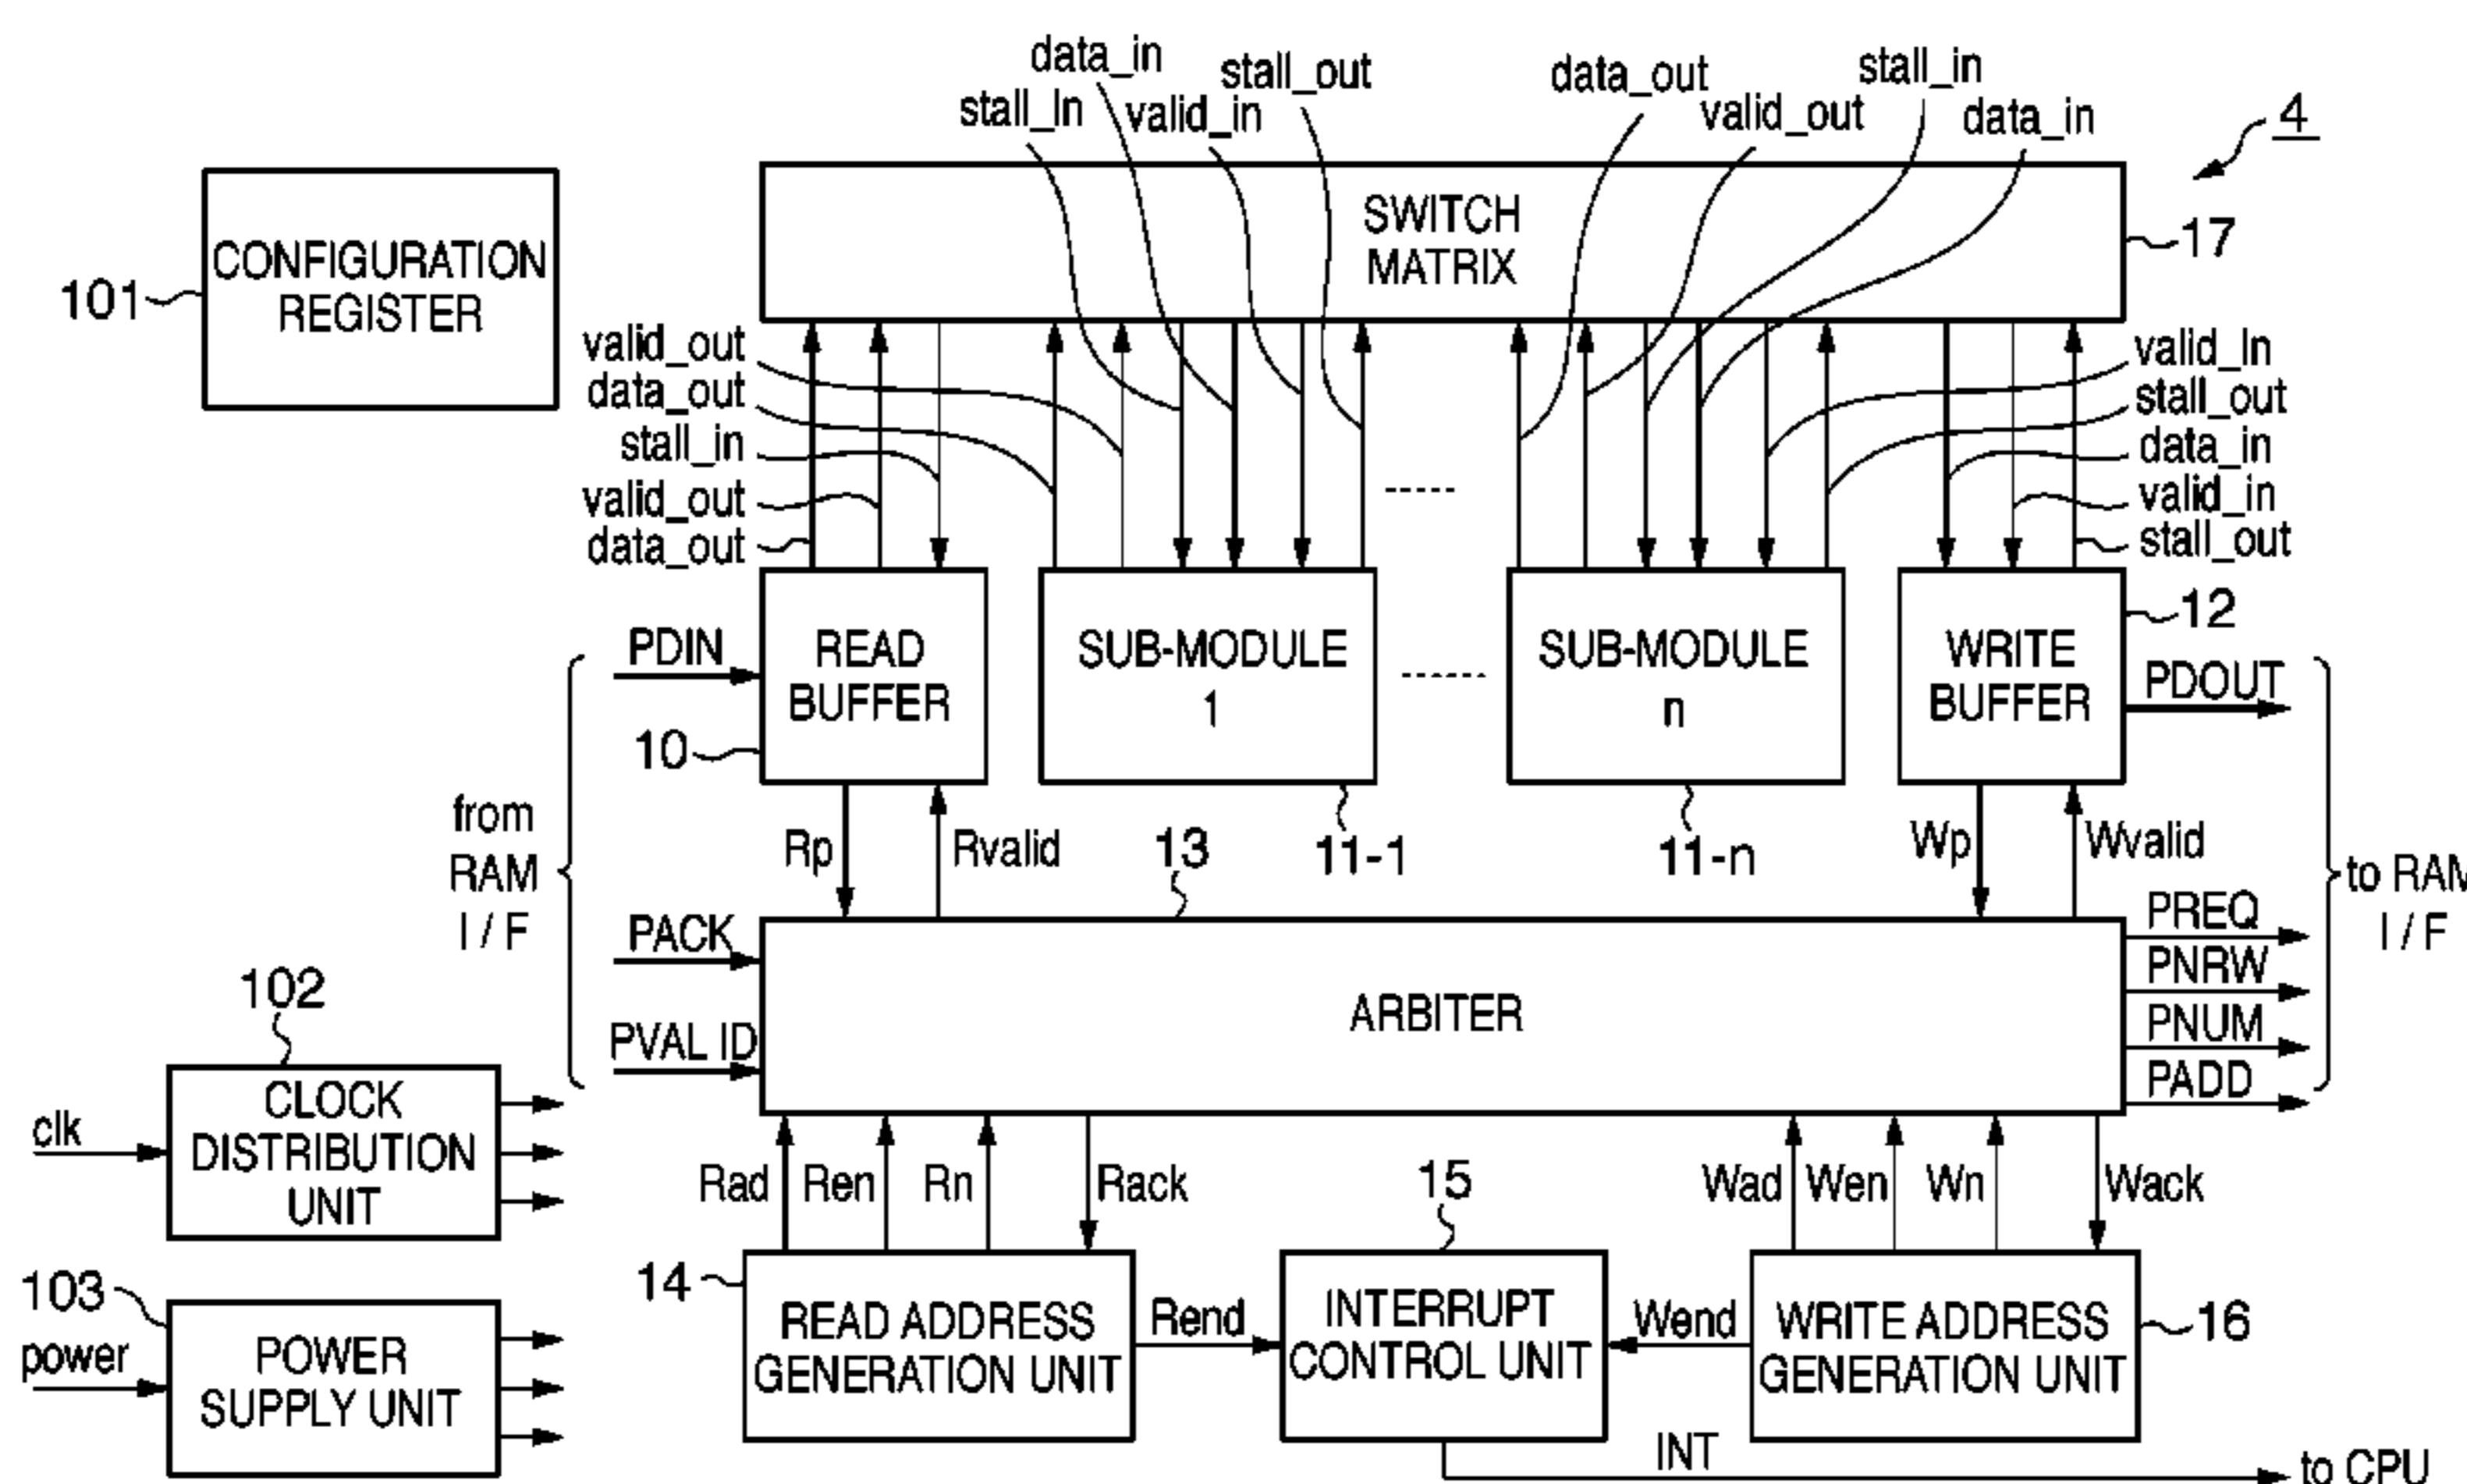 data_in
stall_out
data_out
stall_in
stall_In
valid_in
valid_out
data_in
4
SWITCH
MATRIX
17
CONFIGURATION
REGISTER
101
valid_out
data_out
stall_in
valid_out
data_out
valid_In
stall_out
data_in
valid_in
stall_out
PDIN
READ
BUFFER
10
SUB-MODULE
1
11-1
SUB-MODULE
n
11-n
WRITE
BUFFER
12
PDOUT
from
RAM
I / F
Rp
Rvalid
13
Wp
Wvalid
to RAM
I / F
PACK
PVAL ID
ARBITER
PREQ
PNRW
PNUM
PADD
102
clk
CLOCK
DISTRIBUTION
UNIT
Rad
Ren
Rn
Rack
15
Wad
Wen
Wn
Wack
103
power
POWER
SUPPLY UNIT
14
READ ADDRESS
GENERATION UNIT
Rend
INTERRUPT
CONTROL UNIT
Wend
WRITE ADDRESS
GENERATION UNIT
16
INT
to CPU